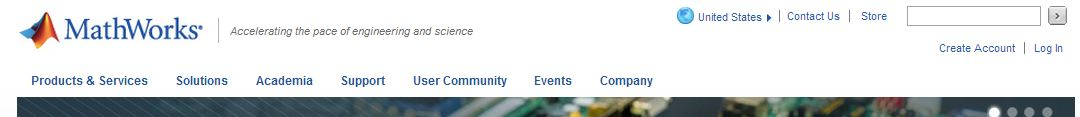 MathWorks®
Accelerating the pace of engineering and science
United States | Contact Us | Store
Create Account | Log In
Products & Services Solutions Academia Support User Community Events Company